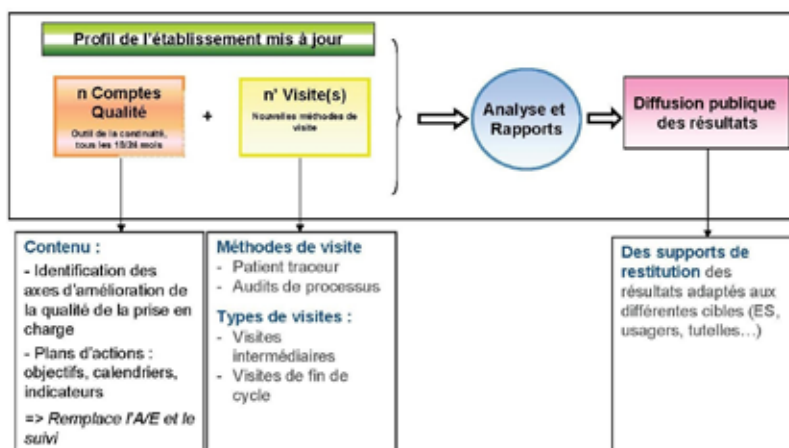 Profil de l'établissement mis à jour
n Comptes
Qualité
Outil de la continuité,
tous les 18/24 mois
+
n' Visite(s)
Nouvelles méthodes de
visite
Analyse et
Rapports
Diffusion publique
des résultats
Contenu :
- Identification des
axes d'amélioration de
la qualité de la prise en
charge
- Plans d'actions :
objectifs, calendriers,
indicateurs
=> Remplace l'A/E et le
suivi
Méthodes de visite
- Patient traceur
- Audits de processus
Types de visites :
- Visites
intermédiaires
- Visites de fin de
cycle
Des supports de
restitution des
résultats adaptés aux
différentes cibles (ES,
usagers, tutelles…)